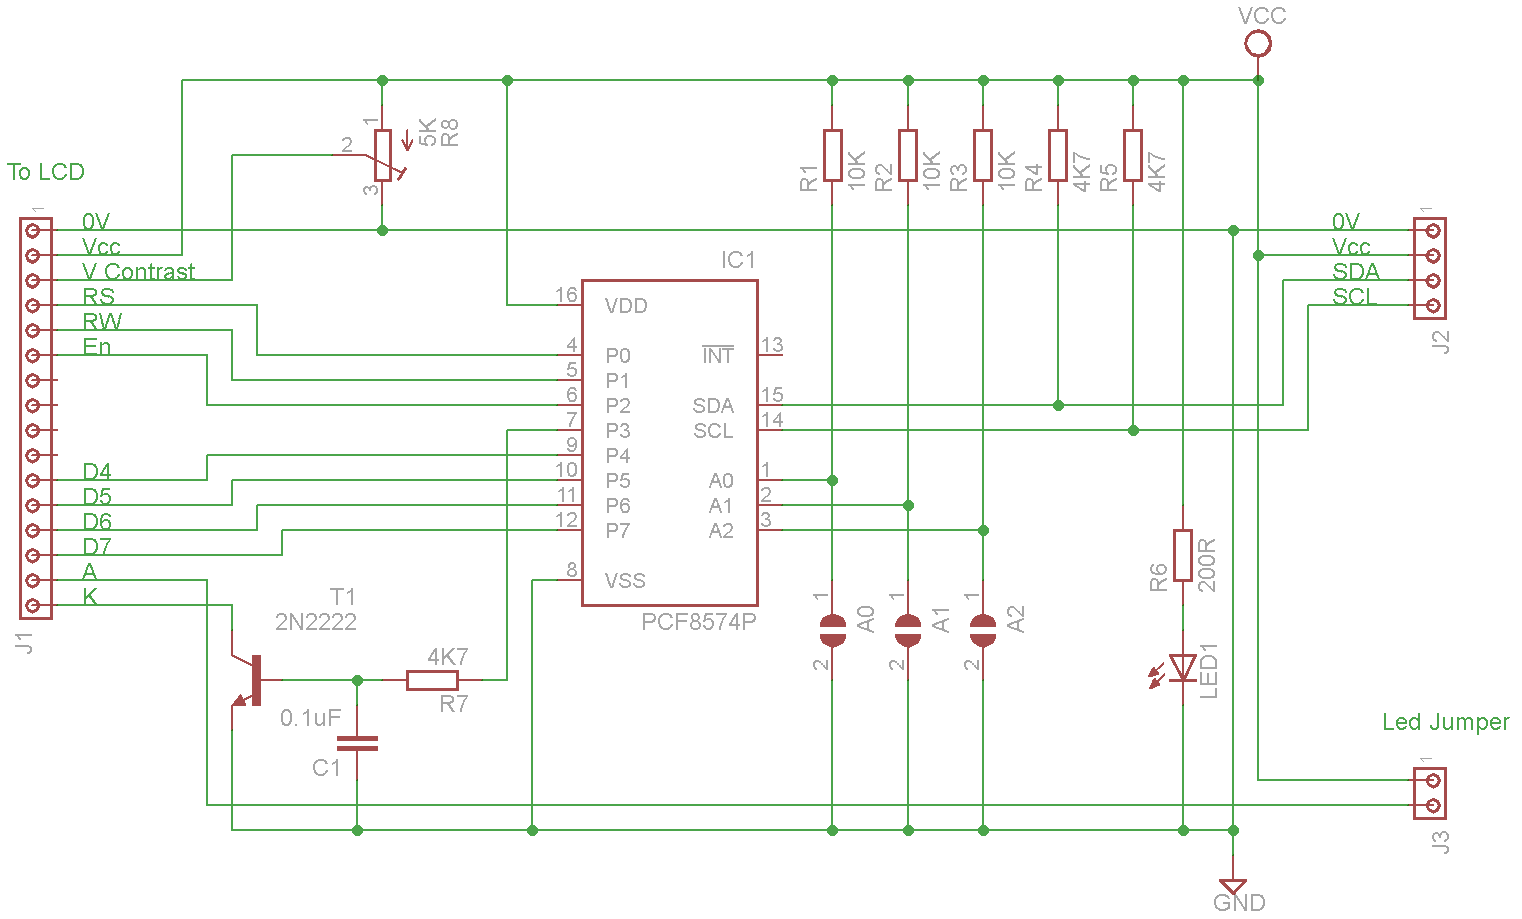 VCC
1
2
3
5K
R8
R1
10K
R2
10K
R3
10K
R4
4K7
R5
4K7
To LCD
1
0V
Vcc
V Contrast
RS
RW
En
D4
D5
D6
D7
A
K
J1
IC1
16
VDD
4
P0
5
P1
6
P2
7
P3
9
P4
10
P5
11
P6
12
P7
8
VSS
INT
13
SDA
15
SCL
14
A0
1
A1
2
A2
3
PCF8574P
1
0V
Vcc
SDA
SCL
J2
T1
2N2222
4K7
R7
0.1uF
C1
1
A0
2
1
A1
2
1
A2
2
R6
200R
LED1
Led Jumper
1
J3
GND